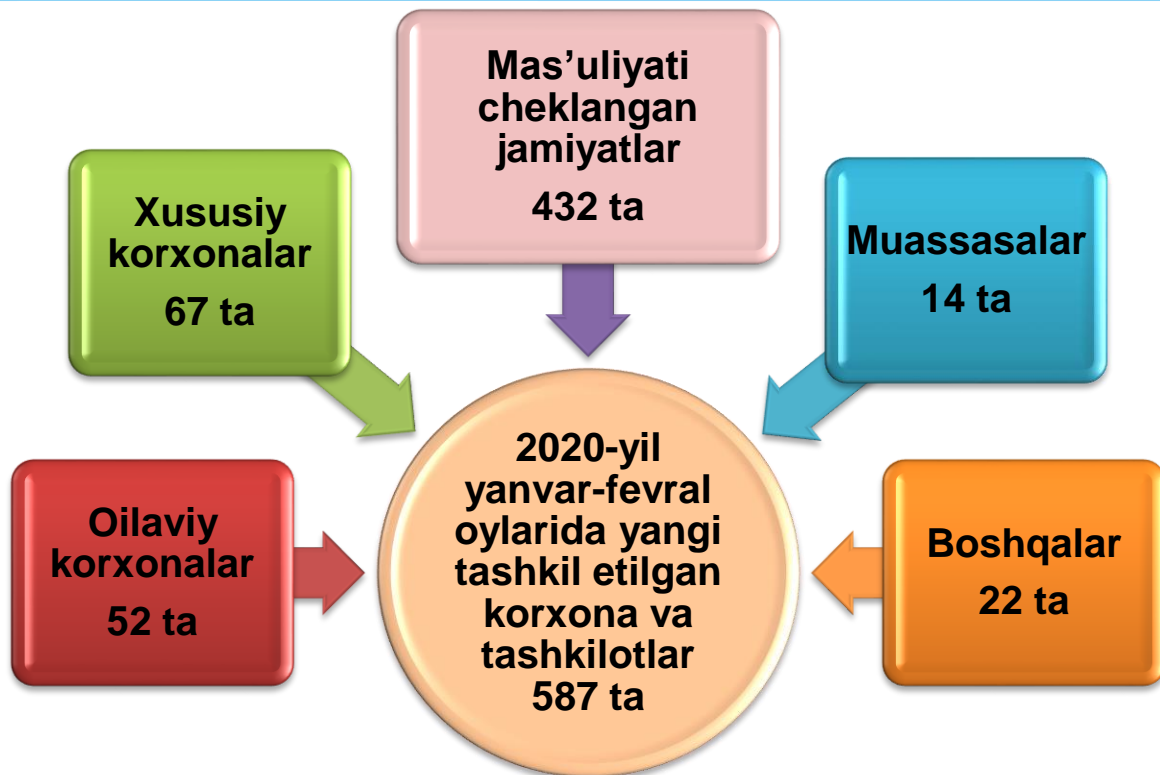 Mas’uliyati
cheklangan
jamiyatlar
432 ta
Xususiy
korxonalar
67 ta
Muassasalar
14 ta
Oilaviy
korxonalar
52 ta
2020-yil
yanvar-fevral
oylarida yangi
tashkil etilgan
korxona va
tashkilotlar
587 ta
Boshqalar
22 ta